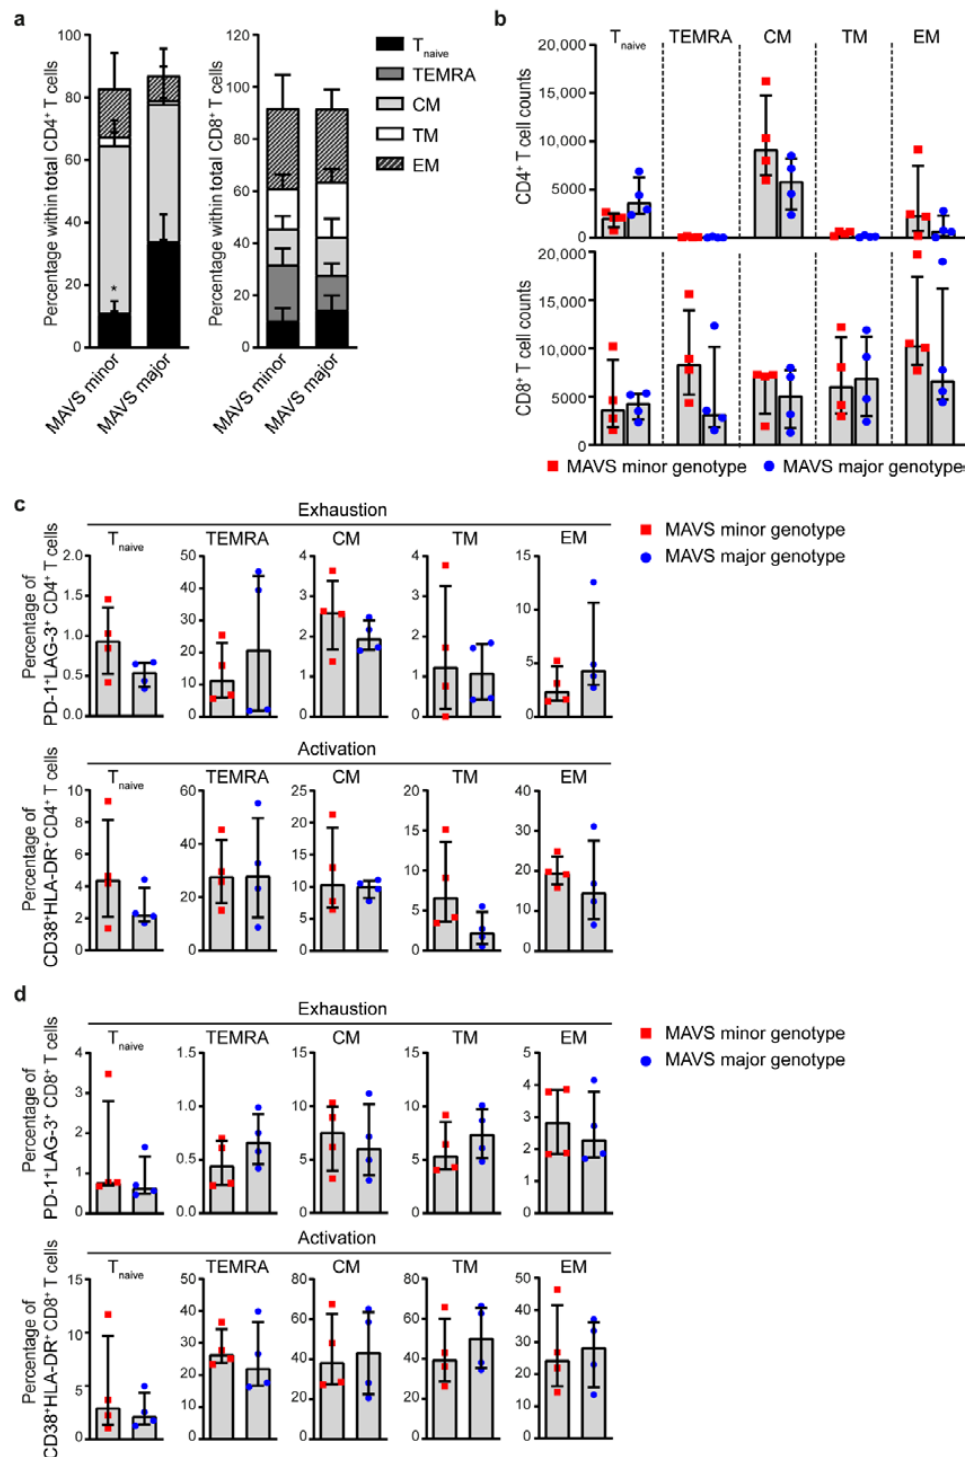 a
Percentage within total CD4⁺ T cells
100
80
60
40
20
0
*
MAVS minor
MAVS major
Percentage within total CD8⁺ T cells
120
100
80
60
40
20
0
MAVS minor
MAVS major
Tnaive
TEMRA
CM
TM
EM
b
Tnaive TEMRA CM TM EM
CD4⁺ T cell counts
20,000
15,000
10,000
5000
0
CD8⁺ T cell counts
20,000
15,000
10,000
5000
0
MAVS minor genotype MAVS major genotype
c
Exhaustion
MAVS minor genotype
MAVS major genotype
Tnaive TEMRA CM TM EM
Percentage of
PD-1⁺LAG-3⁺ CD4⁺ T cells
2.0 1.5 1.0 0.5 0.0
50 40 30 20 10 0
4 3 2 1 0
4 3 2 1 0
15 10 5 0
Activation
Tnaive TEMRA CM TM EM
Percentage of
CD38⁺HLA-DR⁺ CD4⁺ T cells
10 8 6 4 2 0
60 40 20 0
25 20 15 10 5 0
20 15 10 5 0
40 30 20 10 0
d
Exhaustion
MAVS minor genotype
MAVS major genotype
Tnaive TEMRA CM TM EM
Percentage of
PD-1⁺LAG-3⁺ CD8⁺ T cells
4 3 2 1 0
1.5 1.0 0.5 0.0
15 10 5 0
15 10 5 0
5 4 3 2 1 0
Activation
Tnaive TEMRA CM TM EM
Percentage of
CD38⁺HLA-DR⁺ CD8⁺ T cells
15 10 5 0
50 40 30 20 10 0
80 60 40 20 0
80 60 40 20 0
50 40 30 20 10 0